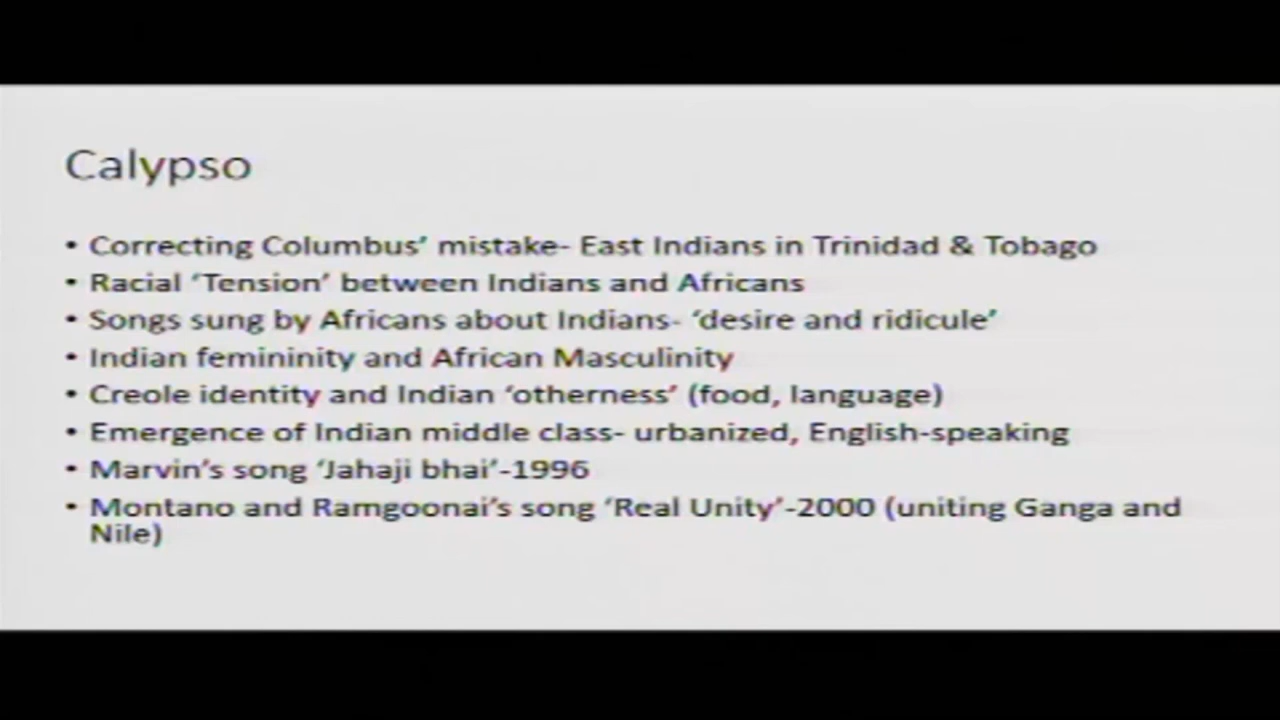 Calypso
• Correcting Columbus’ mistake- East Indians in Trinidad & Tobago
• Racial ‘Tension’ between Indians and Africans
• Songs sung by Africans about Indians- ‘desire and ridicule’
• Indian femininity and African Masculinity
• Creole identity and Indian ‘otherness’ (food, language)
• Emergence of Indian middle class- urbanized, English-speaking
• Marvin’s song ‘Jahaji bhai’-1996
• Montano and Ramgoonai’s song ‘Real Unity’-2000 (uniting Ganga and
Nile)